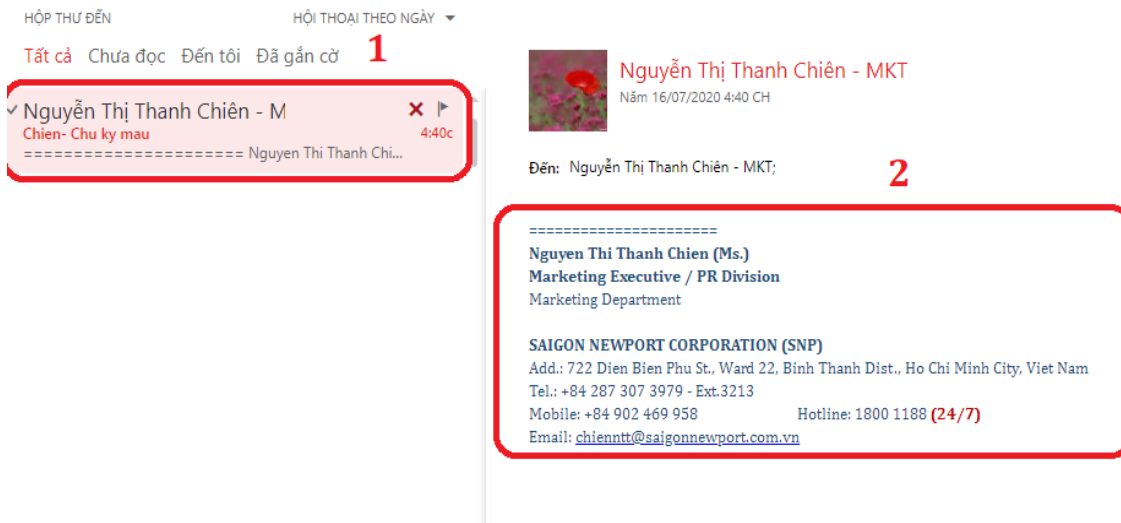 HỘP THƯ ĐẾN
HỘI THOẠI THEO NGÀY
Tất cả Chưa đọc Đến tôi Đã gắn cờ
1
Nguyễn Thị Thanh Chiên - M
Chien- Chu ky mau 4:40c
====================== Nguyen Thi Thanh Chi...
Nguyễn Thị Thanh Chiên - MKT
Năm 16/07/2020 4:40 CH
Đến: Nguyễn Thị Thanh Chiên - MKT;
2
======================
Nguyen Thi Thanh Chien (Ms.)
Marketing Executive / PR Division
Marketing Department
SAIGON NEWPORT CORPORATION (SNP)
Add.: 722 Dien Bien Phu St., Ward 22, Binh Thanh Dist., Ho Chi Minh City, Viet Nam
Tel.: +84 287 307 3979 - Ext.3213
Mobile: +84 902 469 958 Hotline: 1800 1188 (24/7)
Email: chienntt@saigonnewport.com.vn